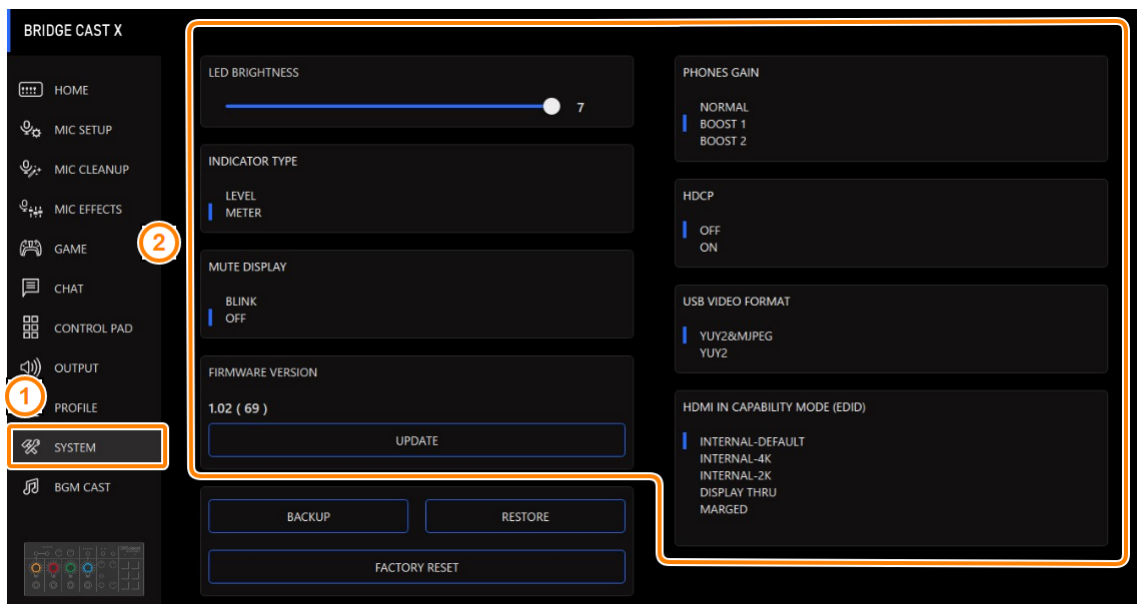 BRIDGE CAST X
HOME
MIC SETUP
MIC CLEANUP
MIC EFFECTS
GAME
CHAT
CONTROL PAD
OUTPUT
PROFILE
SYSTEM
BGM CAST
1
2
LED BRIGHTNESS
7
INDICATOR TYPE
LEVEL
METER
MUTE DISPLAY
BLINK
OFF
FIRMWARE VERSION
1.02 ( 69 )
UPDATE
BACKUP
RESTORE
FACTORY RESET
PHONES GAIN
NORMAL
BOOST 1
BOOST 2
HDCP
OFF
ON
USB VIDEO FORMAT
YUY2&MJPEG
YUY2
HDMI IN CAPABILITY MODE (EDID)
INTERNAL-DEFAULT
INTERNAL-4K
INTERNAL-2K
DISPLAY THRU
MARGED